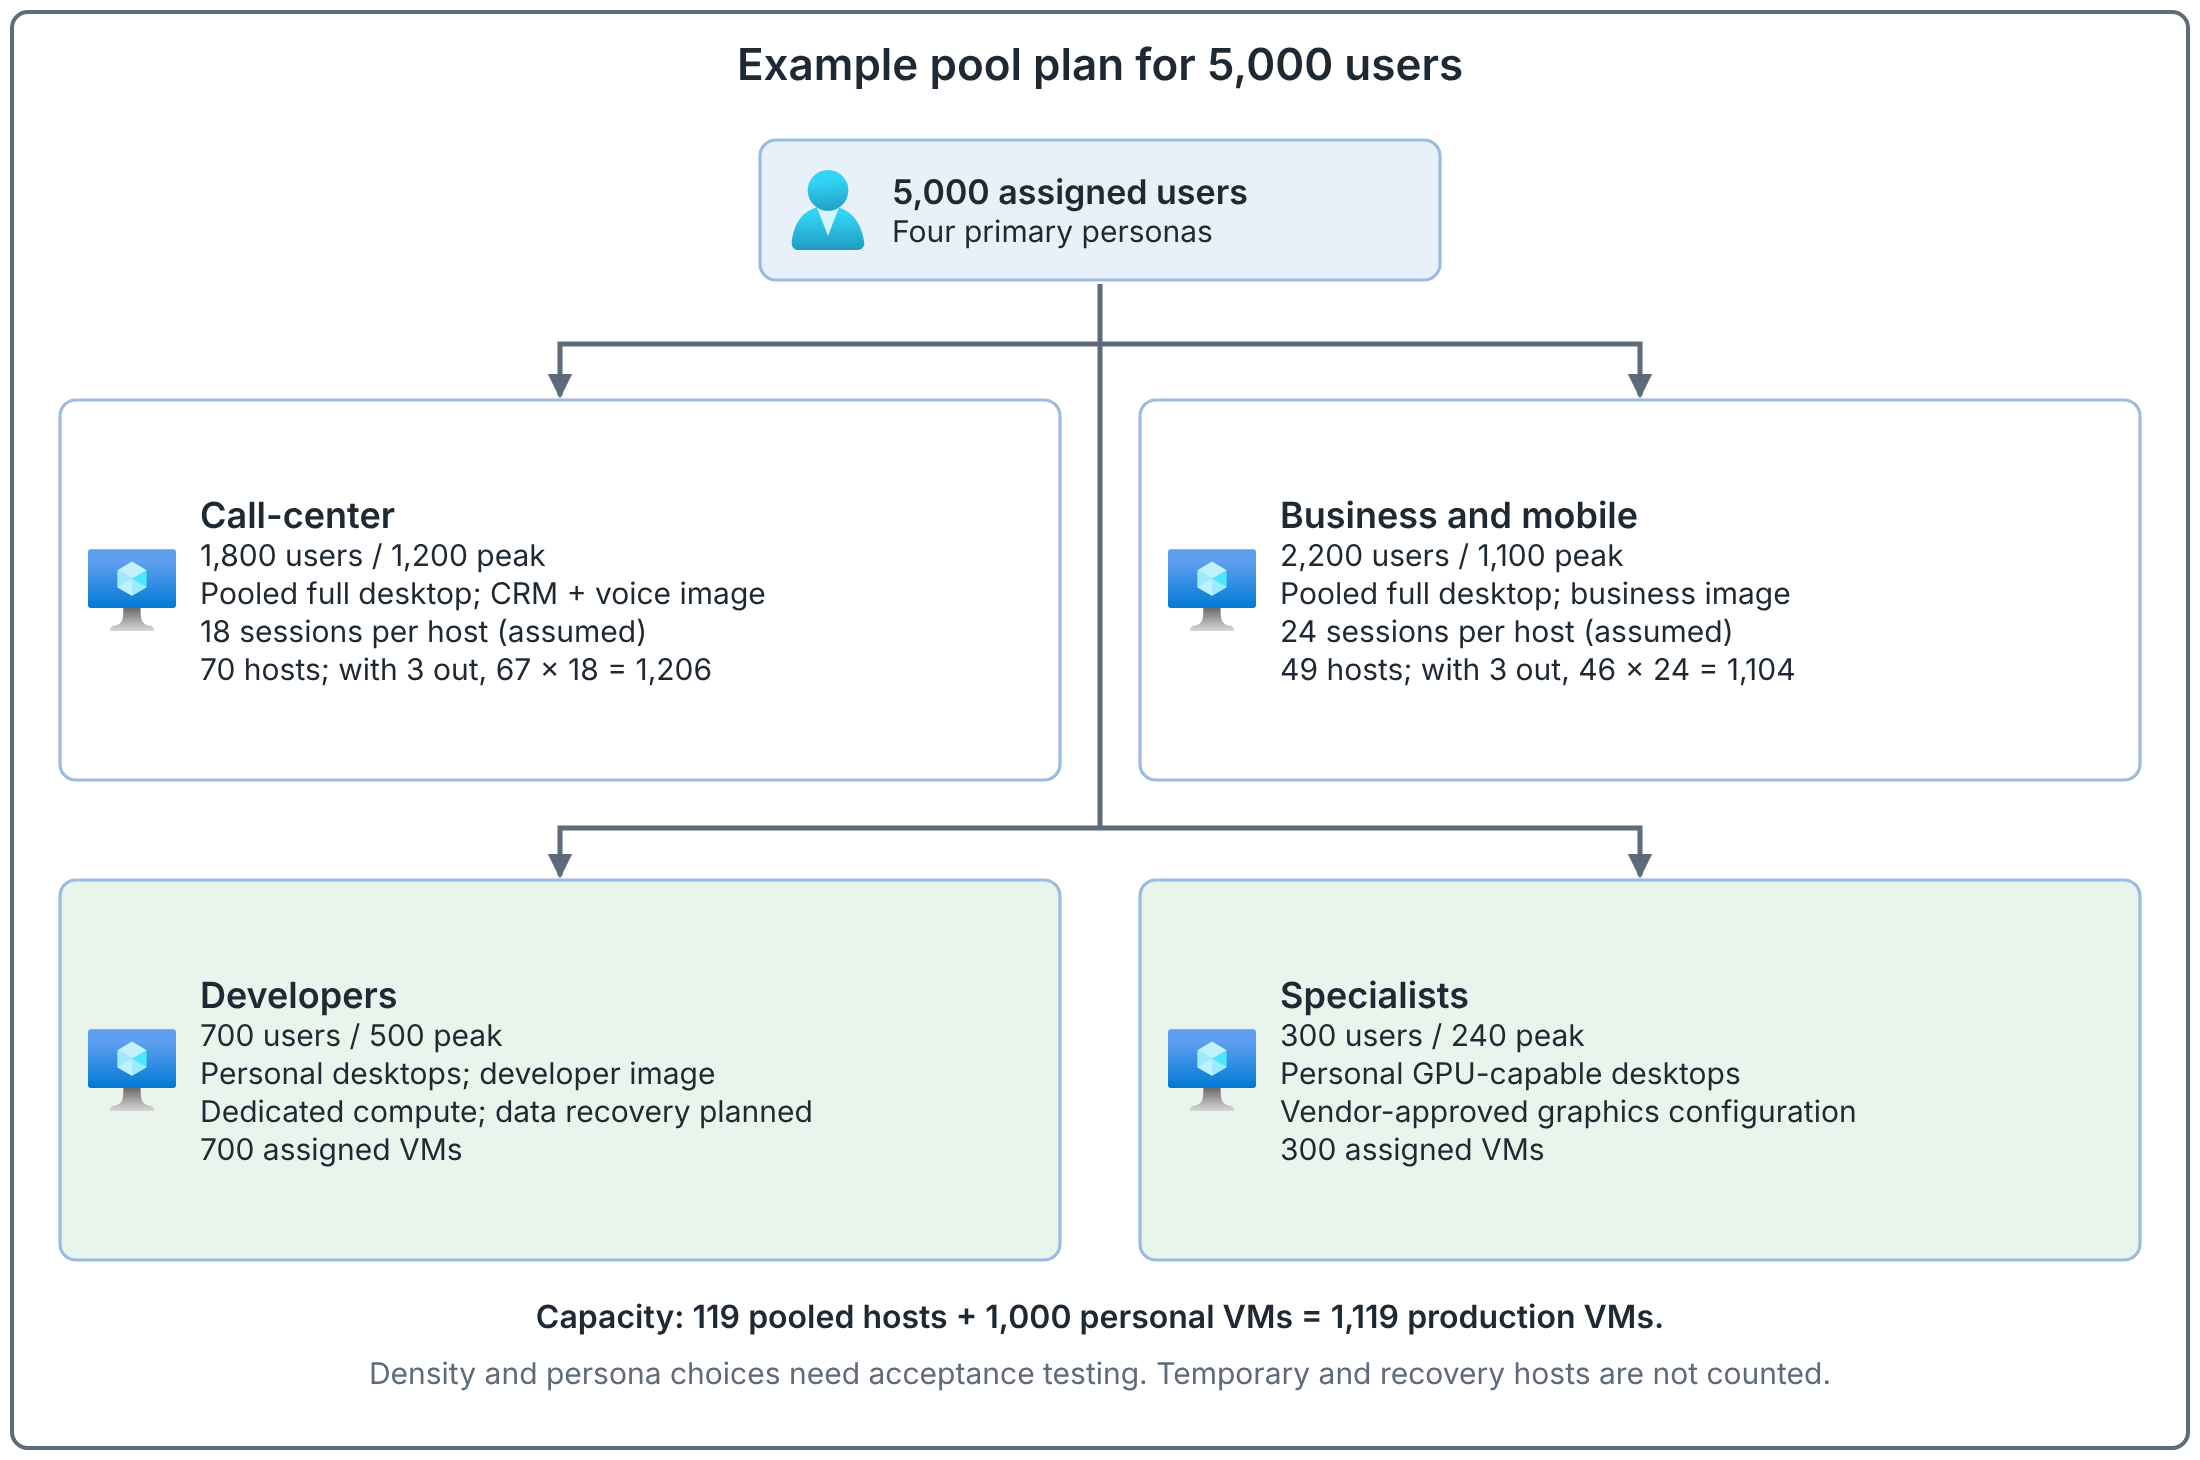 Example pool plan for 5,000 users
5,000 assigned users
Four primary personas
Call-center
1,800 users / 1,200 peak
Pooled full desktop; CRM + voice image
18 sessions per host (assumed)
70 hosts; with 3 out, 67 × 18 = 1,206
Business and mobile
2,200 users / 1,100 peak
Pooled full desktop; business image
24 sessions per host (assumed)
49 hosts; with 3 out, 46 × 24 = 1,104
Developers
700 users / 500 peak
Personal desktops; developer image
Dedicated compute; data recovery planned
700 assigned VMs
Specialists
300 users / 240 peak
Personal GPU-capable desktops
Vendor-approved graphics configuration
300 assigned VMs
Capacity: 119 pooled hosts + 1,000 personal VMs = 1,119 production VMs.
Density and persona choices need acceptance testing. Temporary and recovery hosts are not counted.